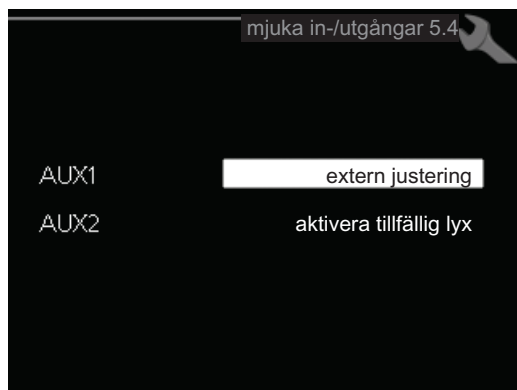 mjuka in-/utgångar 5.4
AUX1 extern justering
AUX2 aktivera tillfällig lyx